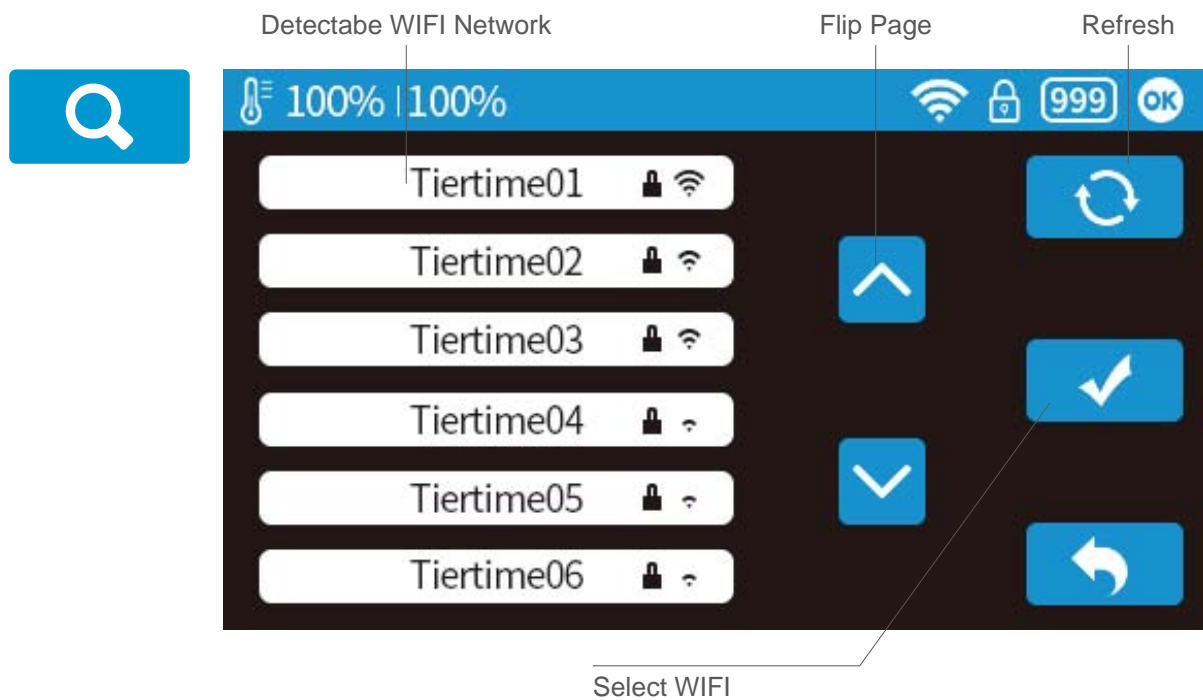 Detectabe WIFI Network Flip Page Refresh
100% | 100% 999 OK
Tiertime01
Tiertime02
Tiertime03
Tiertime04
Tiertime05
Tiertime06
Select WIFI